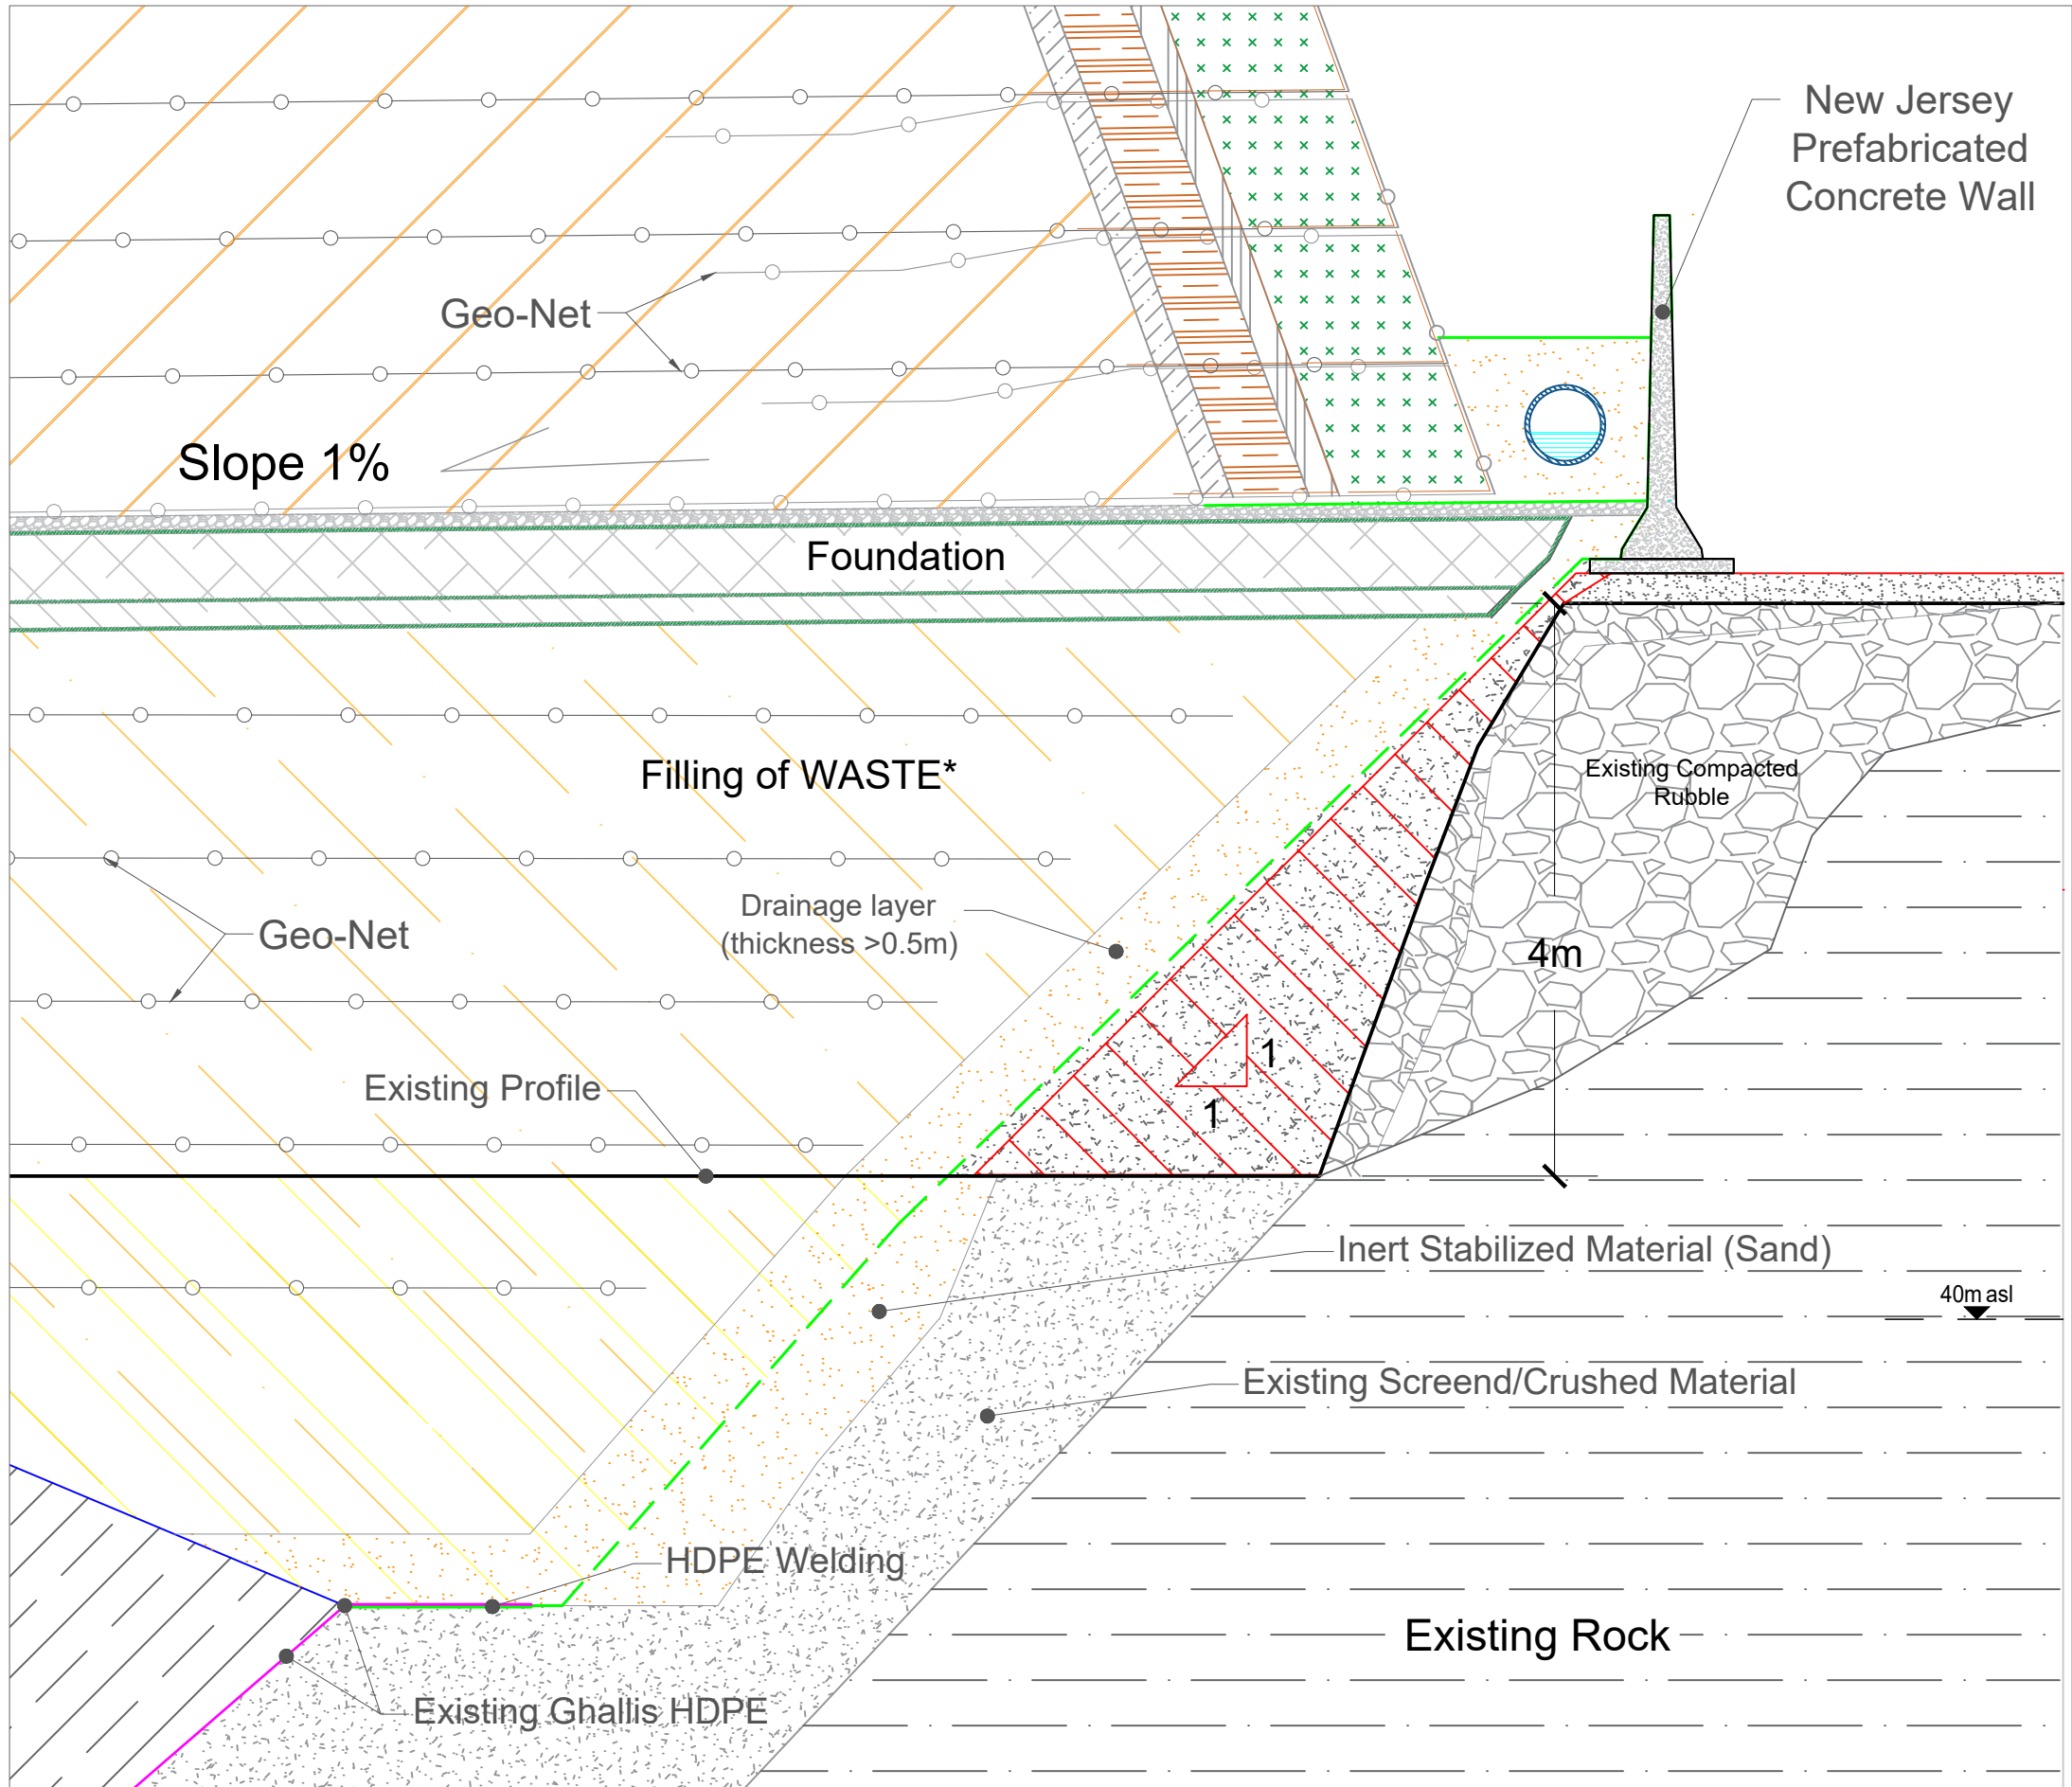 New Jersey
Prefabricated
Concrete Wall
Geo-Net
Slope 1%
Foundation
Filling of WASTE*
Existing Compacted
Rubble
Drainage layer
(thickness >0.5m)
Geo-Net
4m
1
1
Existing Profile
Inert Stabilized Material (Sand)
40m asl
Existing Screend/Crushed Material
HDPE Welding
Existing Rock
Existing Ghallis HDPE